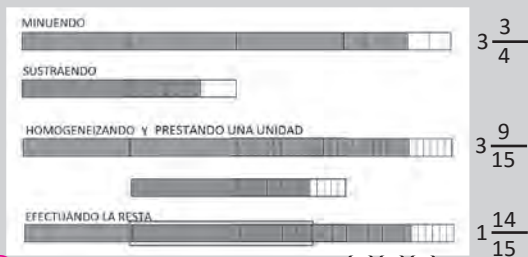 MINUENDO
3 3/4
SUSTRAENDO
HOMOGENEIZANDO Y PRESTANDO UNA UNIDAD
3 9/15
EFECTUANDO LA RESTA
1 14/15